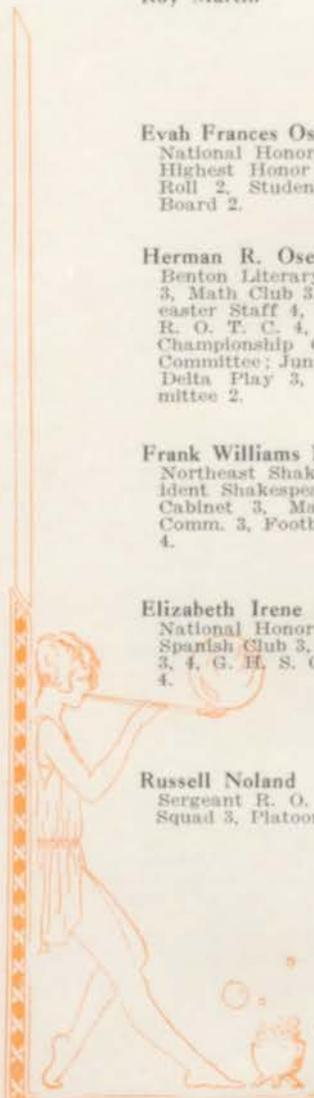 Evah Frances Os
National Honor
Highest Honor
Roll 2, Studen
Board 2.
Herman R. Ose
Benton Literary
3, Math Club 3
easter Staff 4,
R. O. T. C. 4,
Championship
Committee; Jun
Delta Play 3,
mittee 2.
Frank Williams
Northeast Shak
ident Shakespea
Cabinet 3, Ma
Comm. 3, Footb
4.
Elizabeth Irene
National Honor
Spanish Club 3,
3, 4, G. H. S. C
4.
Russell Noland
Sergeant R. O.
Squad 3, Platoon